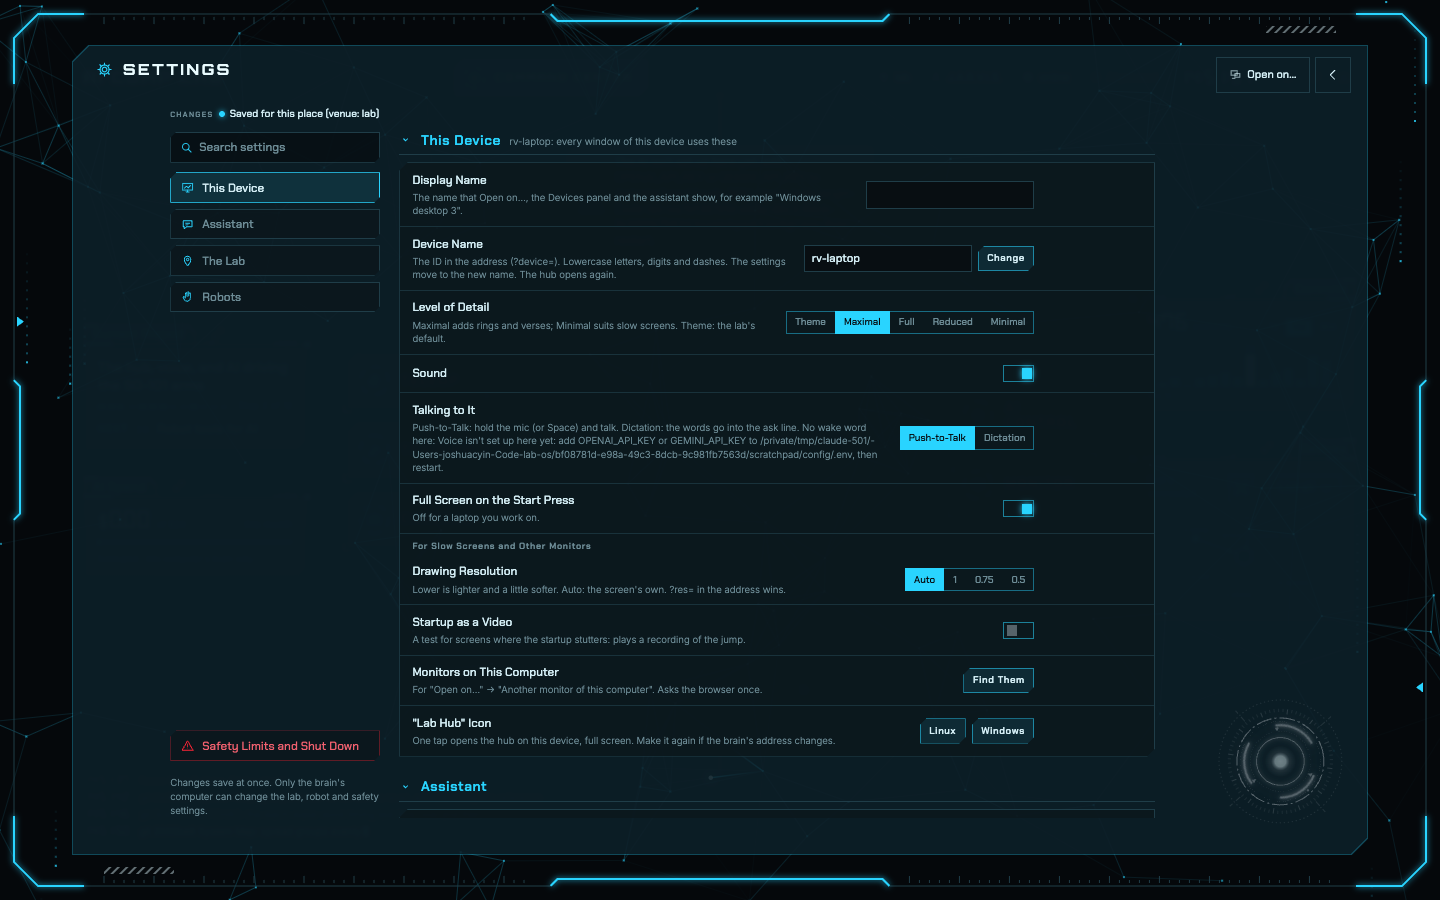 SETTINGS
Open on...
CHANGES Saved for this place (venue: lab)
Search settings
This Device
Assistant
The Lab
Robots
Safety Limits and Shut Down
Changes save at once. Only the brain's
computer can change the lab, robot and safety
settings.
This Device rv-laptop: every window of this device uses these
Display Name
The name that Open on..., the Devices panel and the assistant show, for example "Windows
desktop 3".
Device Name
The ID in the address (?device=). Lowercase letters, digits and dashes. The settings
move to the new name. The hub opens again.
rv-laptop
Change
Level of Detail
Maximal adds rings and verses; Minimal suits slow screens. Theme: the lab's
default.
Theme Maximal Full Reduced Minimal
Sound
Talking to It
Push-to-Talk: hold the mic (or Space) and talk. Dictation: the words go into the ask line. No wake word
here: Voice isn't set up here yet: add OPENAI_API_KEY or GEMINI_API_KEY to /private/tmp/claude-501/-
Users-joshuacyin-Code-lab-os/bf08781d-e98a-49c3-8dcb-9c981fb7563d/scratchpad/config/.env, then
restart.
Push-to-Talk Dictation
Full Screen on the Start Press
Off for a laptop you work on.
For Slow Screens and Other Monitors
Drawing Resolution
Lower is lighter and a little softer. Auto: the screen's own. ?res= in the address wins.
Auto 1 0.75 0.5
Startup as a Video
A test for screens where the startup stutters: plays a recording of the jump.
Monitors on This Computer
For "Open on..." → "Another monitor of this computer". Asks the browser once.
Find Them
"Lab Hub" Icon
One tap opens the hub on this device, full screen. Make it again if the brain's address changes.
Linux Windows
Assistant